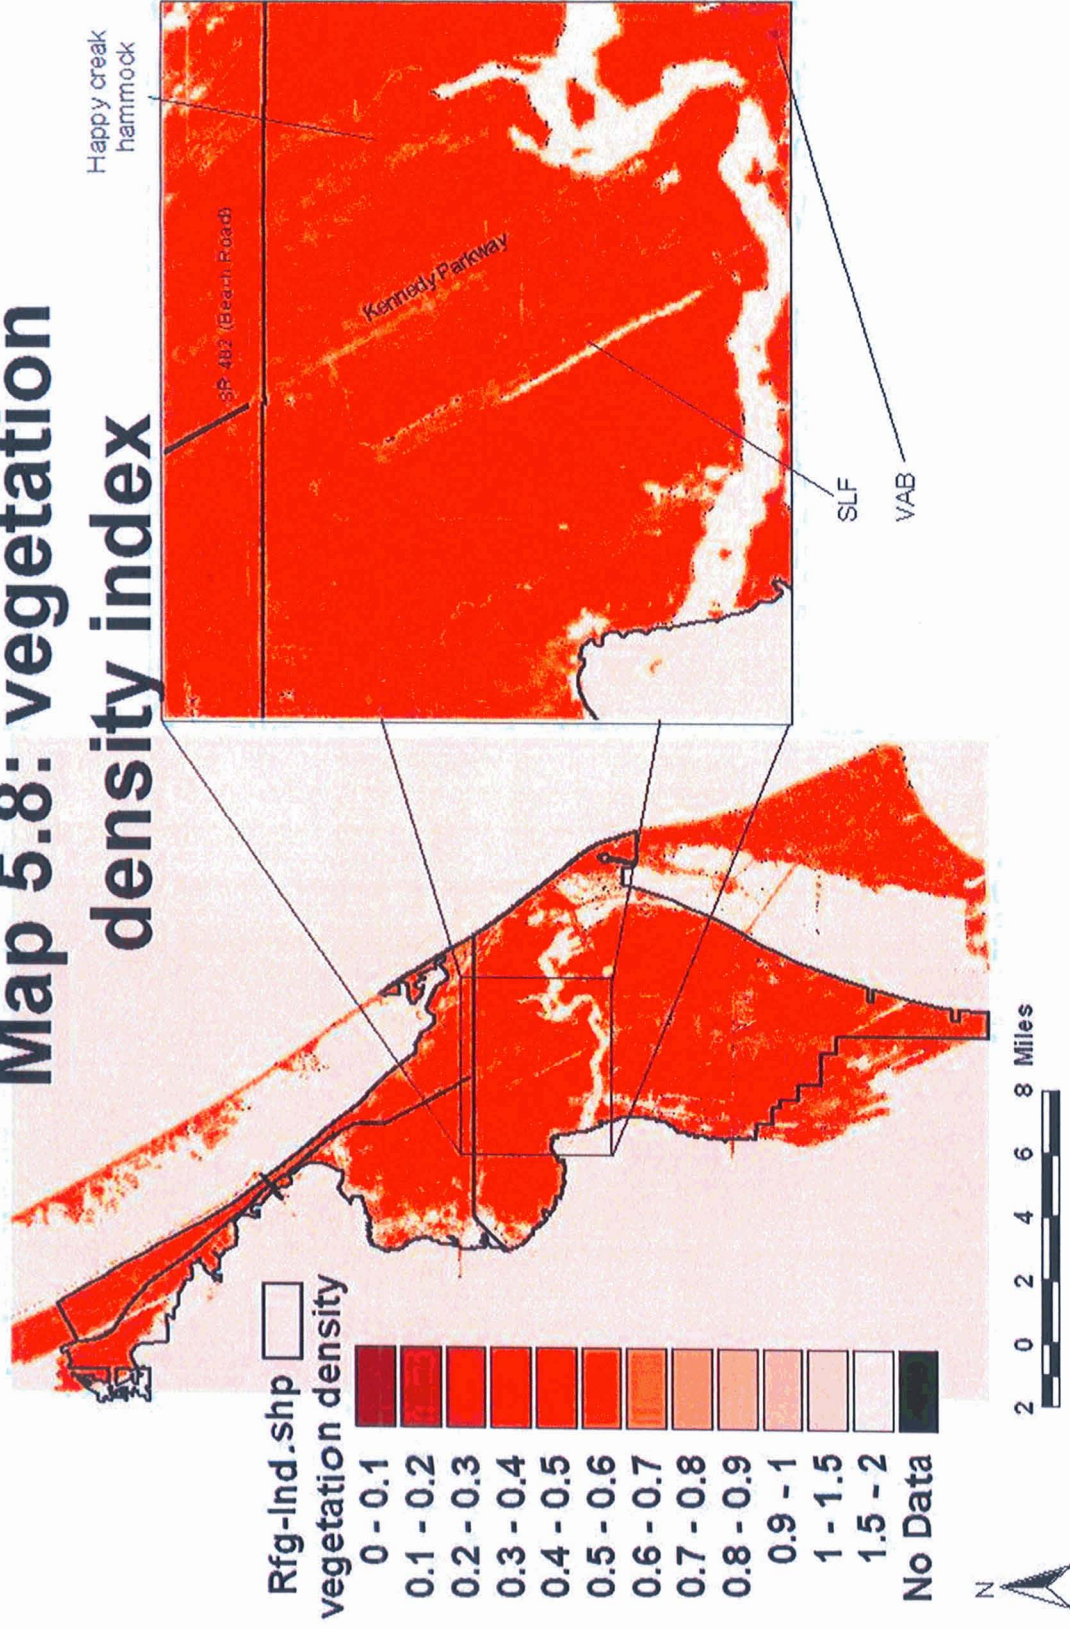 Map 5.8: vegetation
density index
Happy creak
hammock
SR 402 (Beach Road)
Kennedy Parkway
SLF
VAB
Rfg-lnd.shp
vegetation density
0 - 0.1
0.1 - 0.2
0.2 - 0.3
0.3 - 0.4
0.4 - 0.5
0.5 - 0.6
0.6 - 0.7
0.7 - 0.8
0.8 - 0.9
0.9 - 1
1 - 1.5
1.5 - 2
No Data
N
2 0 2 4 6 8 Miles